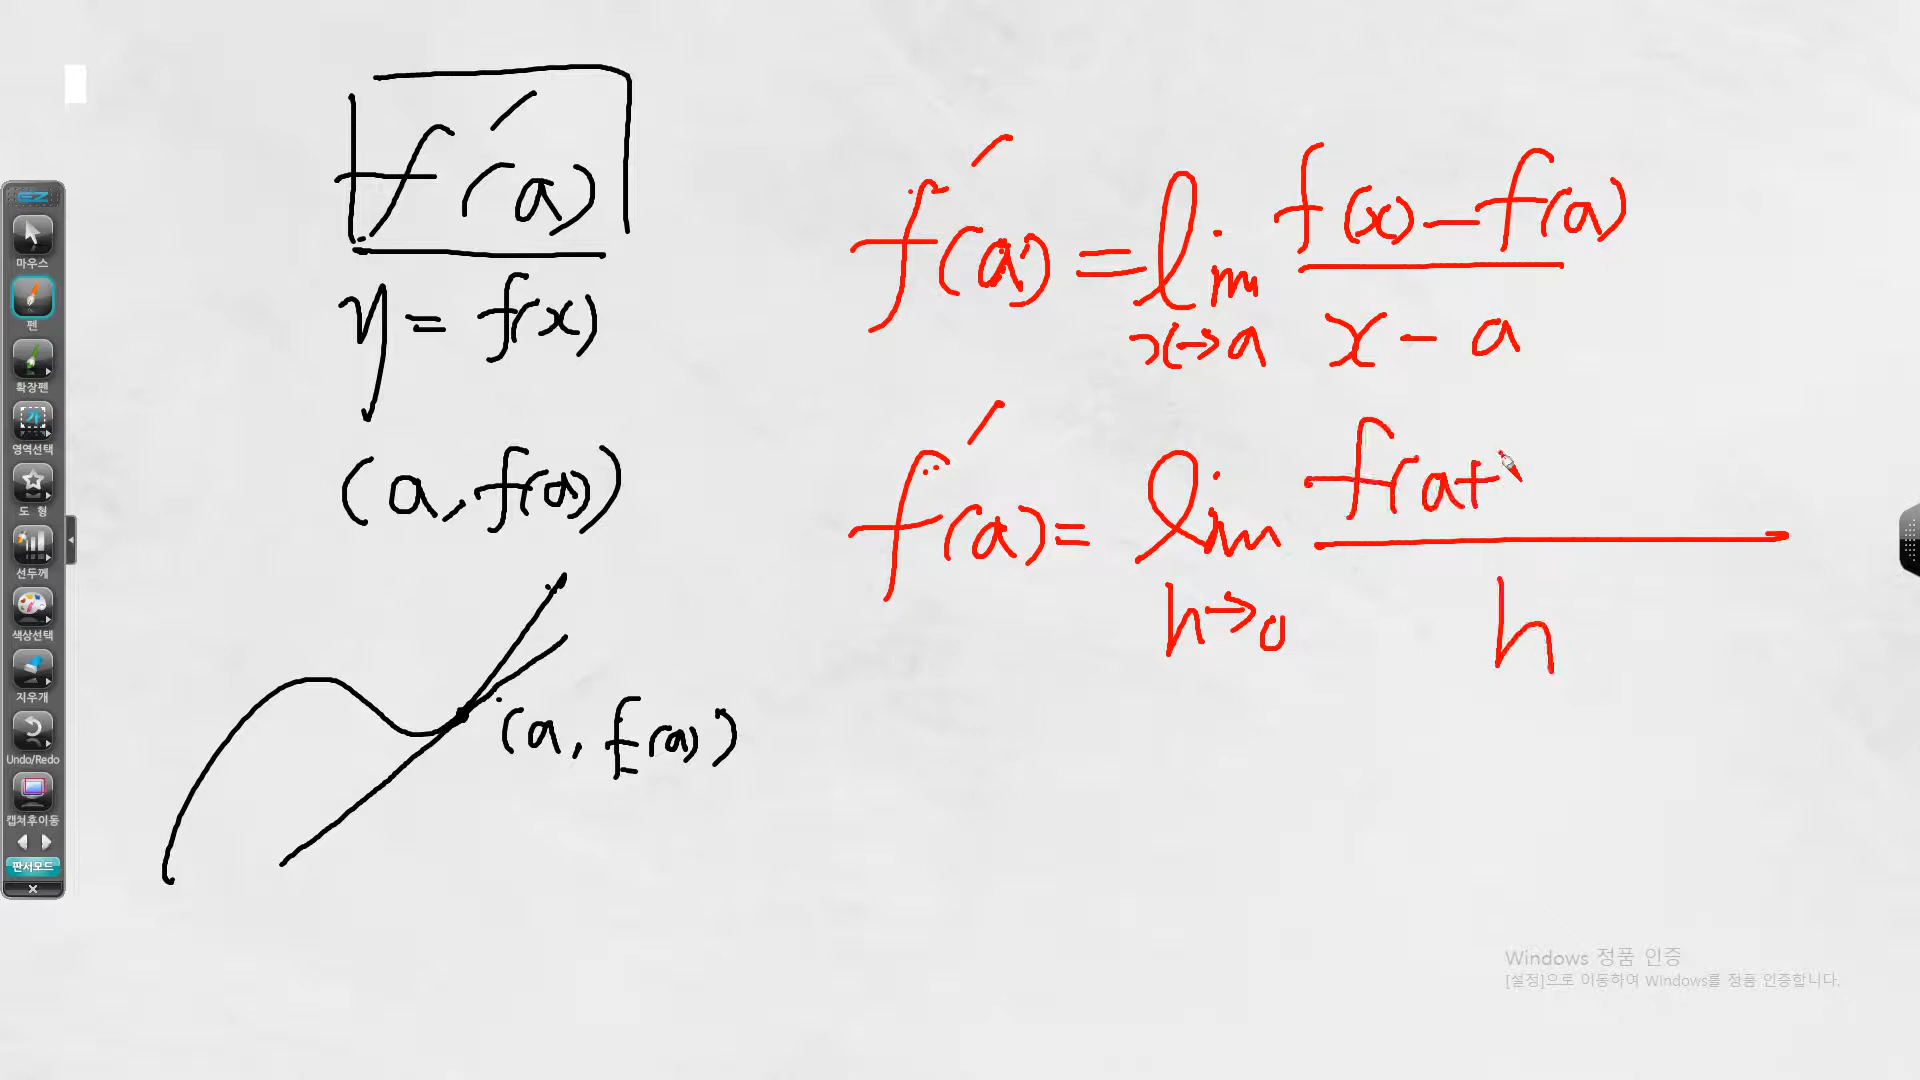 f'(a)
y = f(x)
(a, f(a))
(a, f(a))
f'(a) = lim x→a f(x) - f(a) / x - a
f'(a) = lim h→0 f(a+ / h
EZ
마우스
펜
확장펜
가
영역선택
도 형
선두께
색상선택
지우개
Undo/Redo
캡쳐후이동
판서모드
x
Windows 정품 인증
[설정]으로 이동하여 Windows를 정품 인증합니다.